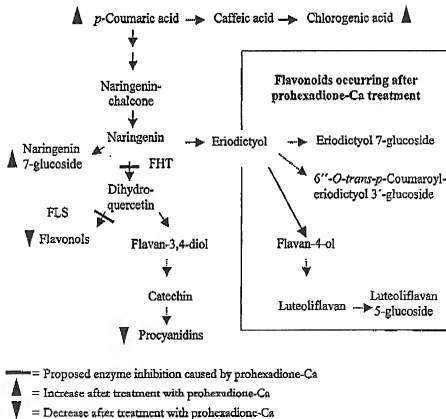 p-Coumaric acid → Caffeic acid → Chlorogenic acid
Naringenin-
chalcone
Naringenin
Naringenin
7-glucoside
FHT
Dihydro-
quercetin
FLS
Flavonols
Flavan-3,4-diol
Catechin
Procyanidins
Flavonoids occurring after
prohexadione-Ca treatment
Eriodictyol
Eriodictyol 7-glucoside
6''-O-trans-p-Coumaroyl-
eriodictyol 3´-glucoside
Flavan-4-ol
Luteoliflavan
Luteoliflavan
5-glucoside
= Proposed enzyme inhibition caused by prohexadione-Ca
= Increase after treatment with prohexadione-Ca
= Decrease after treatment with prohexadione-Ca